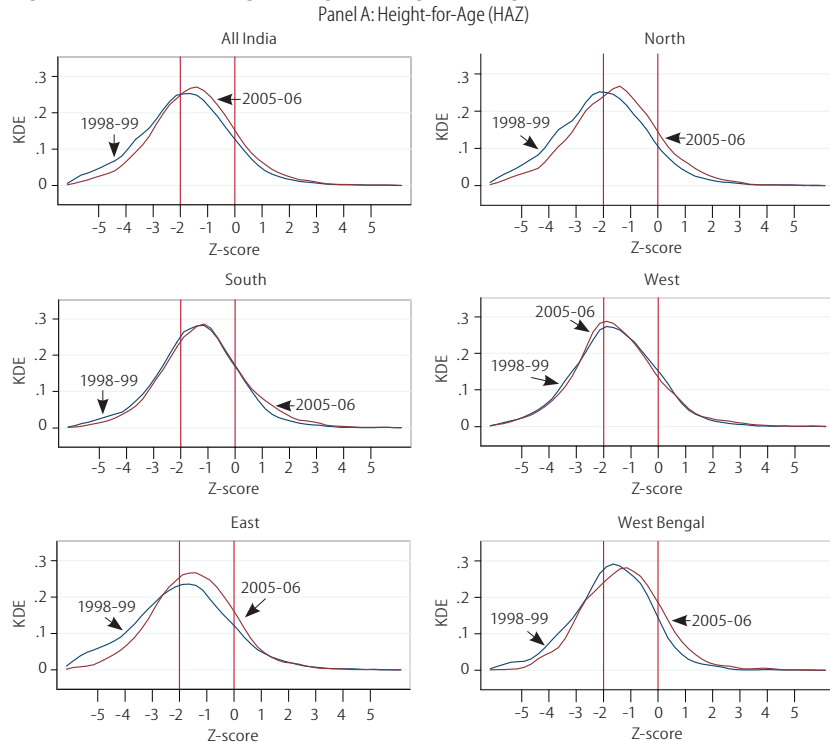 Panel A: Height-for-Age (HAZ)
All India
North
.3
.2
.1
0
KDE
1998-99
2005-06
-5 -4 -3 -2 -1 0 1 2 3 4 5
Z-score
.3
.2
.1
0
KDE
1998-99
2005-06
-5 -4 -3 -2 -1 0 1 2 3 4 5
Z-score
South
West
.3
.2
.1
0
KDE
1998-99
2005-06
-5 -4 -3 -2 -1 0 1 2 3 4 5
Z-score
.3
.2
.1
0
KDE
2005-06
1998-99
-5 -4 -3 -2 -1 0 1 2 3 4 5
Z-score
East
West Bengal
.3
.2
.1
0
KDE
1998-99
2005-06
-5 -4 -3 -2 -1 0 1 2 3 4 5
Z-score
.3
.2
.1
0
KDE
1998-99
2005-06
-5 -4 -3 -2 -1 0 1 2 3 4 5
Z-score